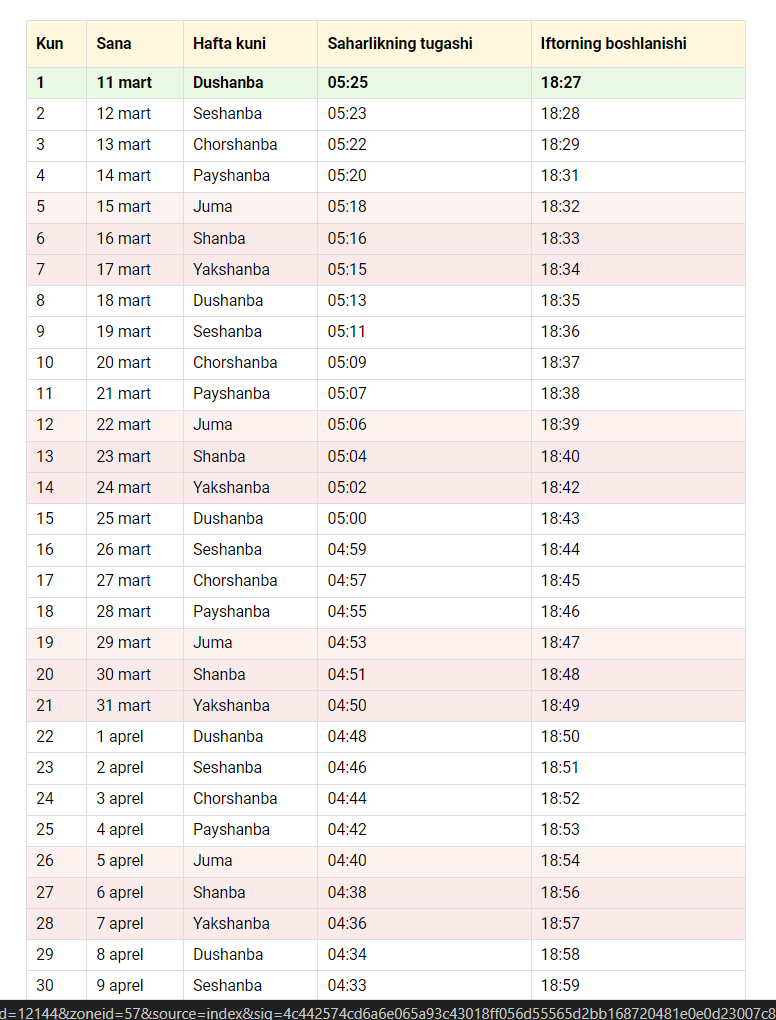 Kun Sana Hafta kuni Saharlikning tugashi Iftorning boshlanishi
1 11 mart Dushanba 05:25 18:27
2 12 mart Seshanba 05:23 18:28
3 13 mart Chorshanba 05:22 18:29
4 14 mart Payshanba 05:20 18:31
5 15 mart Juma 05:18 18:32
6 16 mart Shanba 05:16 18:33
7 17 mart Yakshanba 05:15 18:34
8 18 mart Dushanba 05:13 18:35
9 19 mart Seshanba 05:11 18:36
10 20 mart Chorshanba 05:09 18:37
11 21 mart Payshanba 05:07 18:38
12 22 mart Juma 05:06 18:39
13 23 mart Shanba 05:04 18:40
14 24 mart Yakshanba 05:02 18:42
15 25 mart Dushanba 05:00 18:43
16 26 mart Seshanba 04:59 18:44
17 27 mart Chorshanba 04:57 18:45
18 28 mart Payshanba 04:55 18:46
19 29 mart Juma 04:53 18:47
20 30 mart Shanba 04:51 18:48
21 31 mart Yakshanba 04:50 18:49
22 1 aprel Dushanba 04:48 18:50
23 2 aprel Seshanba 04:46 18:51
24 3 aprel Chorshanba 04:44 18:52
25 4 aprel Payshanba 04:42 18:53
26 5 aprel Juma 04:40 18:54
27 6 aprel Shanba 04:38 18:56
28 7 aprel Yakshanba 04:36 18:57
29 8 aprel Dushanba 04:34 18:58
30 9 aprel Seshanba 04:33 18:59
d=12144&zoneid=57&source=index&sig=4c442574cd6a6e065a93c43018ff056d55565d2bb168720481e0e0d23007c8